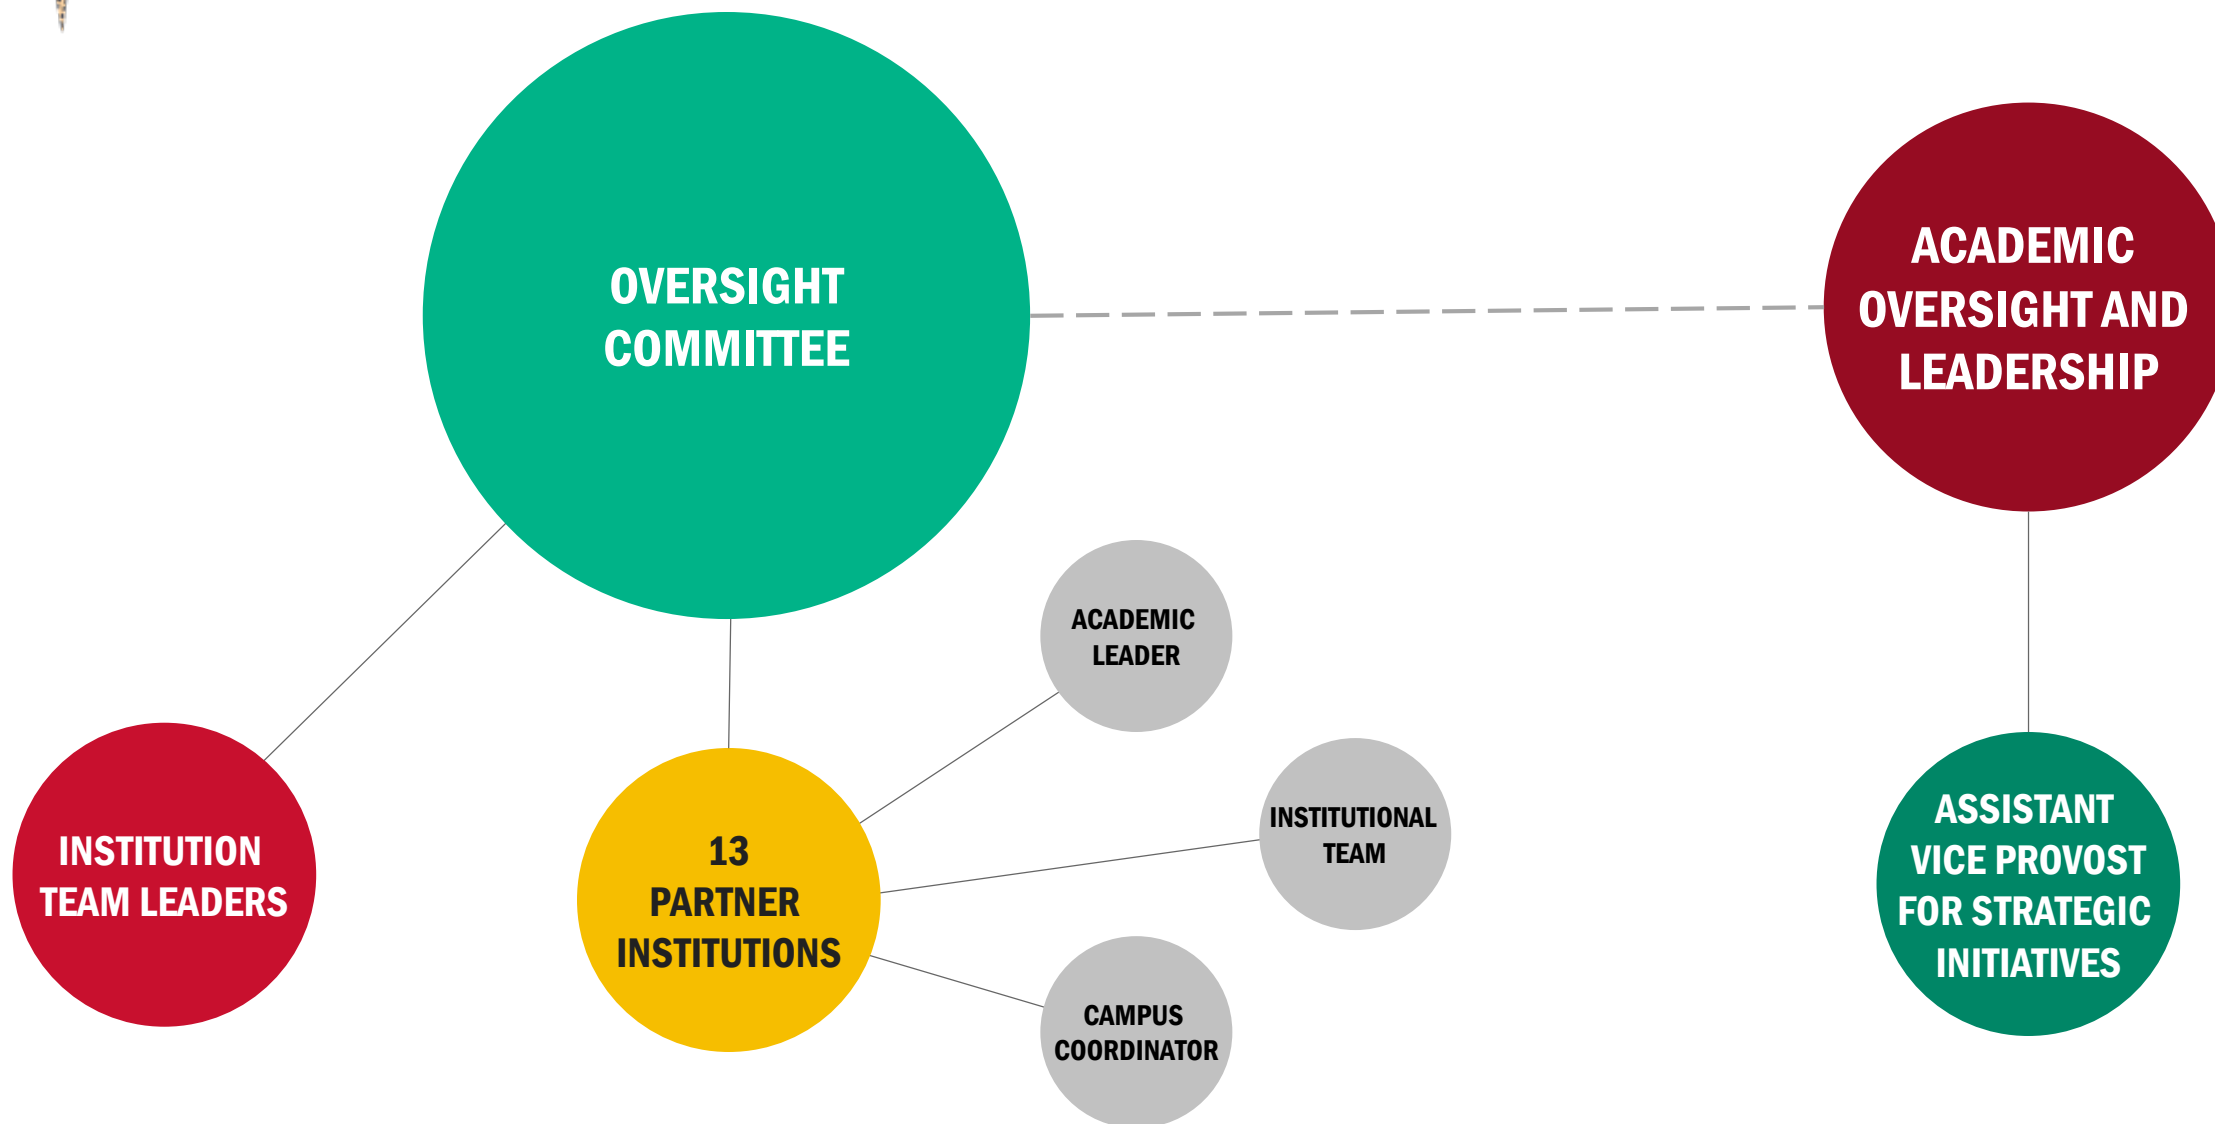 OVERSIGHT
COMMITTEE
ACADEMIC
OVERSIGHT AND
LEADERSHIP
ACADEMIC
LEADER
INSTITUTIONAL
TEAM
CAMPUS
COORDINATOR
INSTITUTION
TEAM LEADERS
13
PARTNER
INSTITUTIONS
ASSISTANT
VICE PROVOST
FOR STRATEGIC
INITIATIVES